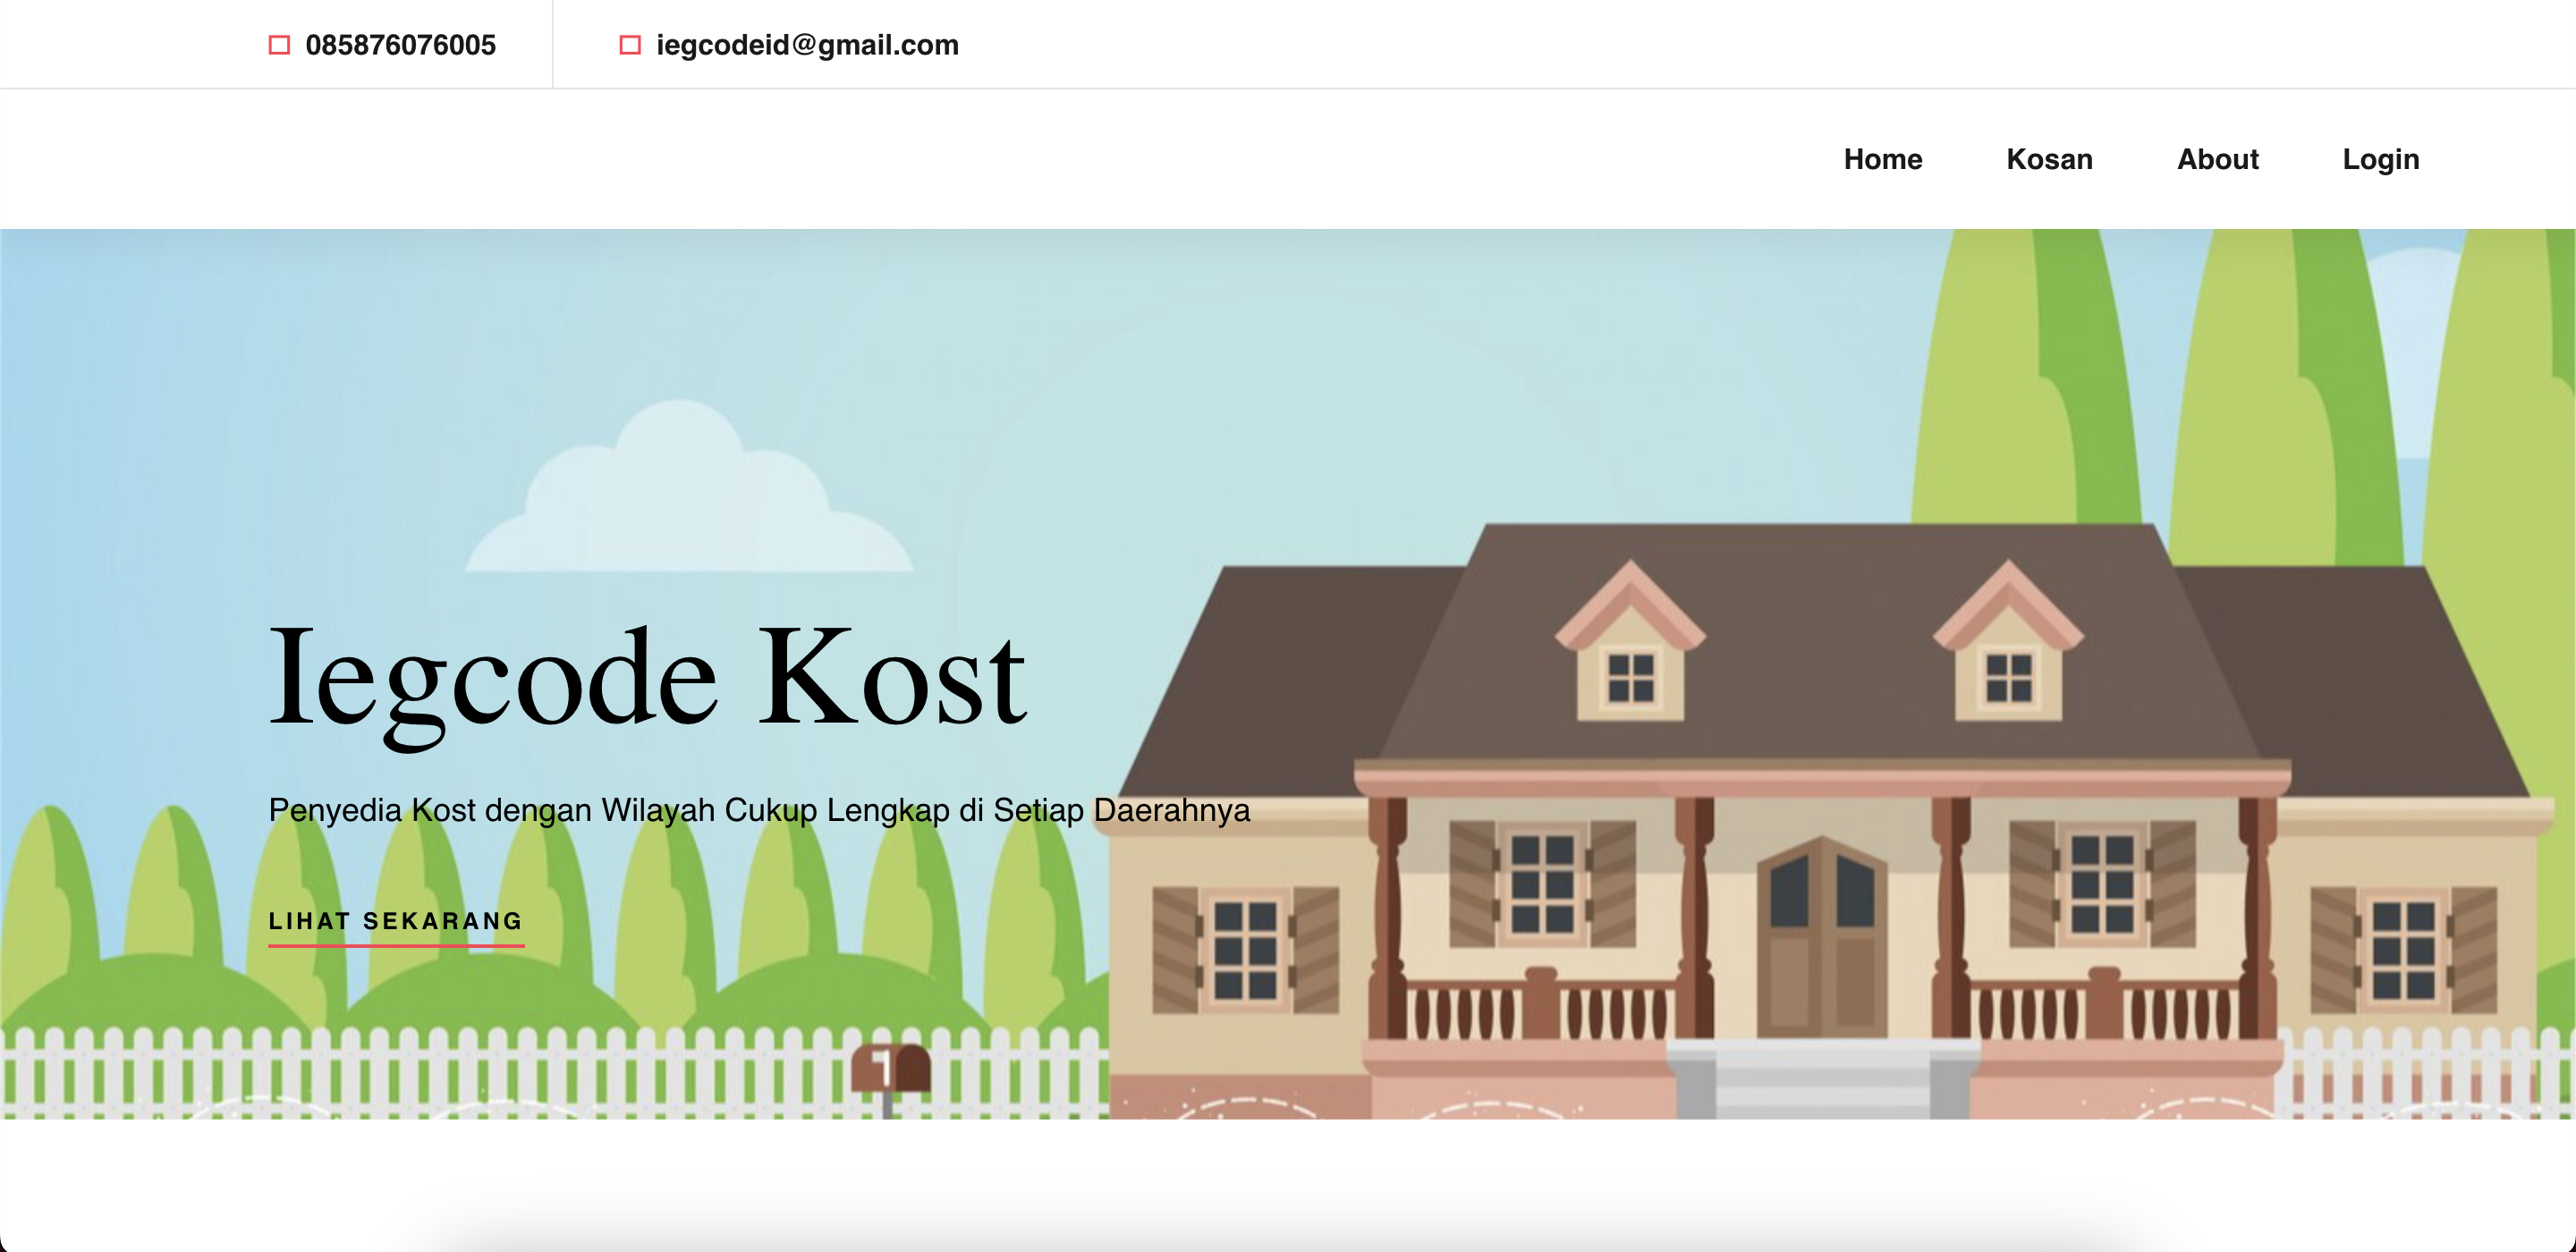 085876076005 iegcodeid@gmail.com
Home Kosan About Login
Iegcode Kost
Penyedia Kost dengan Wilayah Cukup Lengkap di Setiap Daerahnya
LIHAT SEKARANG
1